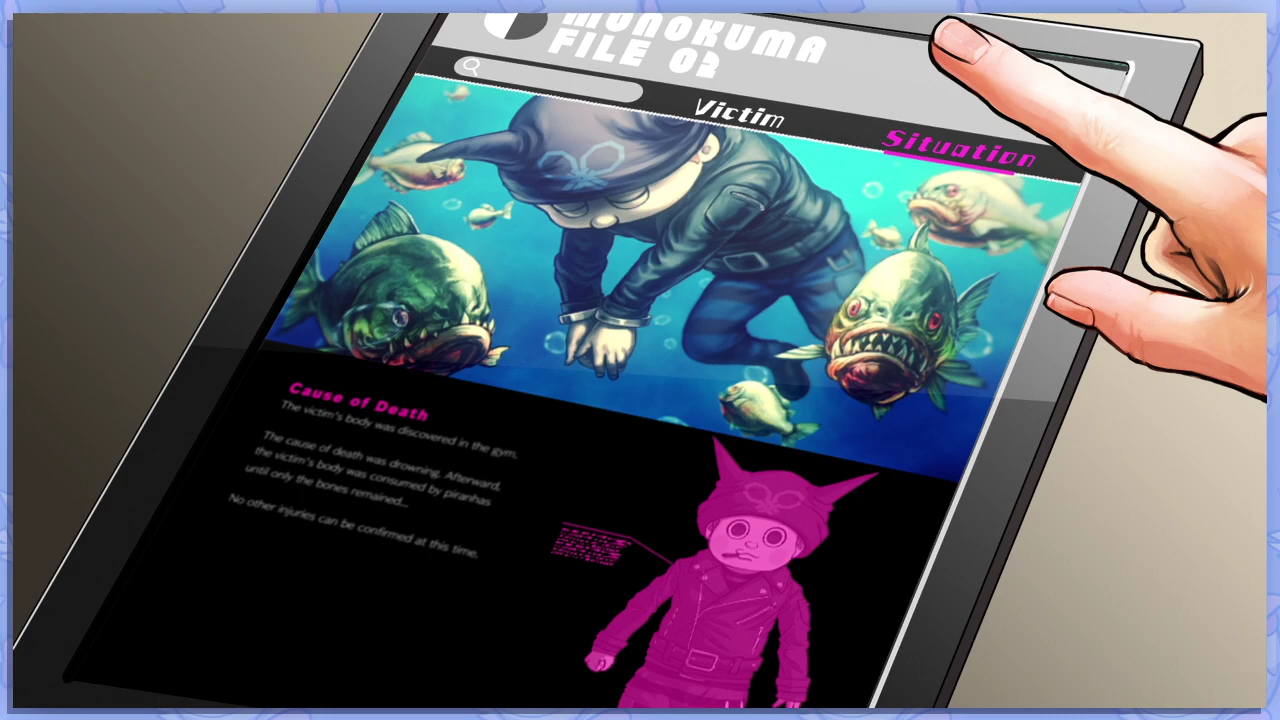 MONOKUMA
FILE 02
Victim
Situation
Cause of Death
The victim's body was discovered in the gym.
The cause of death was drowning. Afterward,
the victim's body was consumed by piranhas
until only the bones remained...
No other injuries can be confirmed at this time.